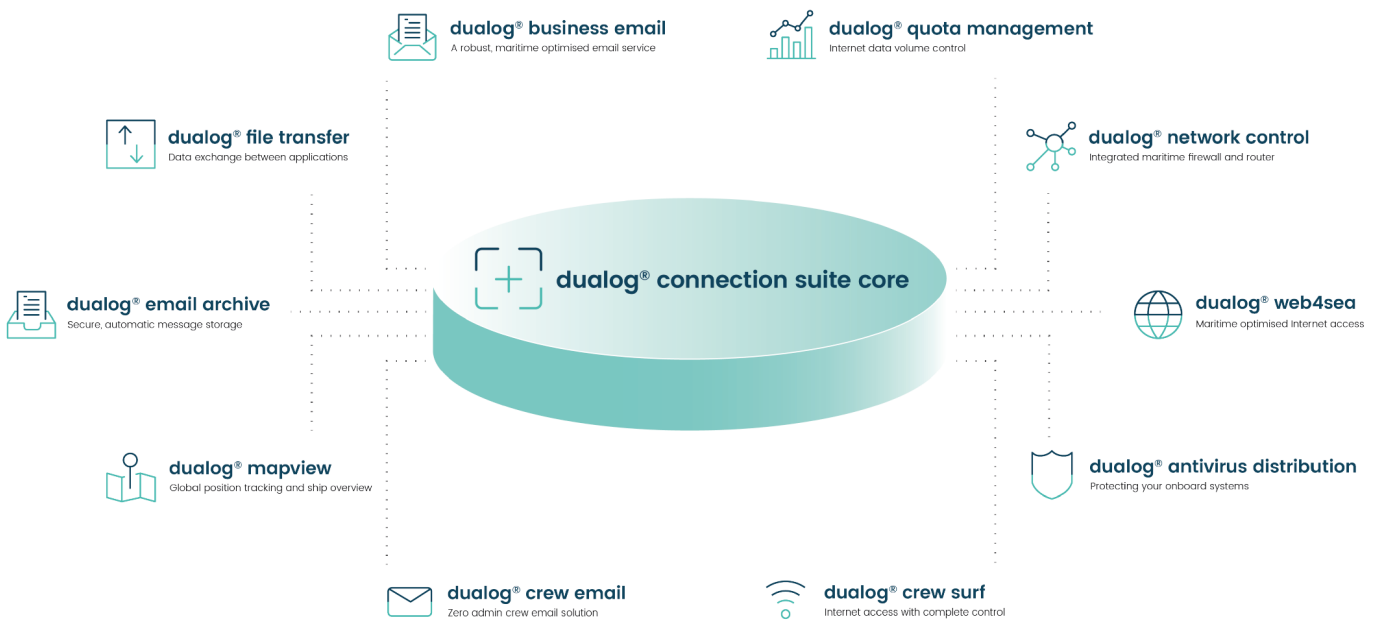 dualog® business email
A robust, maritime optimised email service
dualog® quota management
Internet data volume control
dualog® file transfer
Data exchange between applications
dualog® network control
Integrated maritime firewall and router
dualog® connection suite core
dualog® email archive
Secure, automatic message storage
dualog® web4sea
Maritime optimised Internet access
dualog® mapview
Global position tracking and ship overview
dualog® antivirus distribution
Protecting your onboard systems
dualog® crew email
Zero admin crew email solution
dualog® crew surf
Internet access with complete control